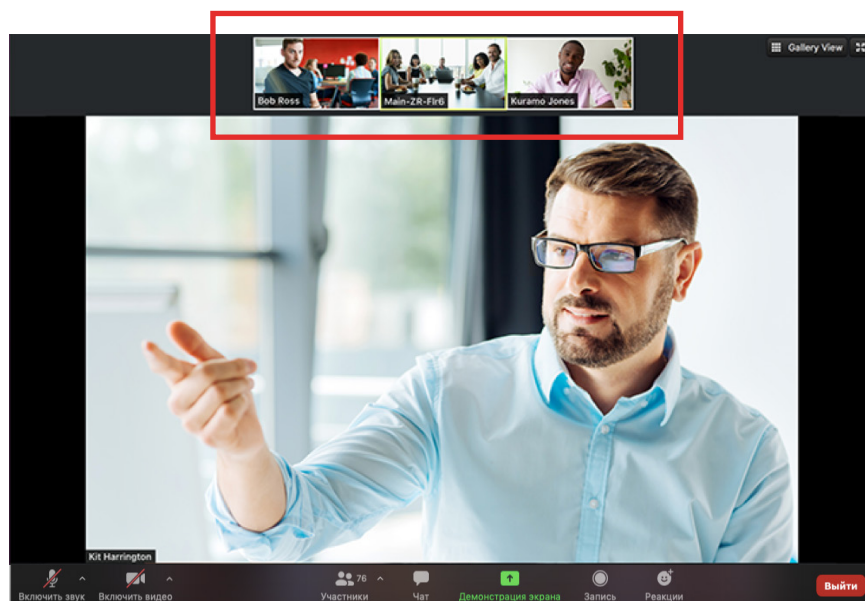 Gallery View
Bob Ross
Main-ZR-Flr6
Kuramo Jones
Kit Harrington
76
Включить звук
Включить видео
Участники
Чат
Демонстрация экрана
Запись
Реакции
Выйти